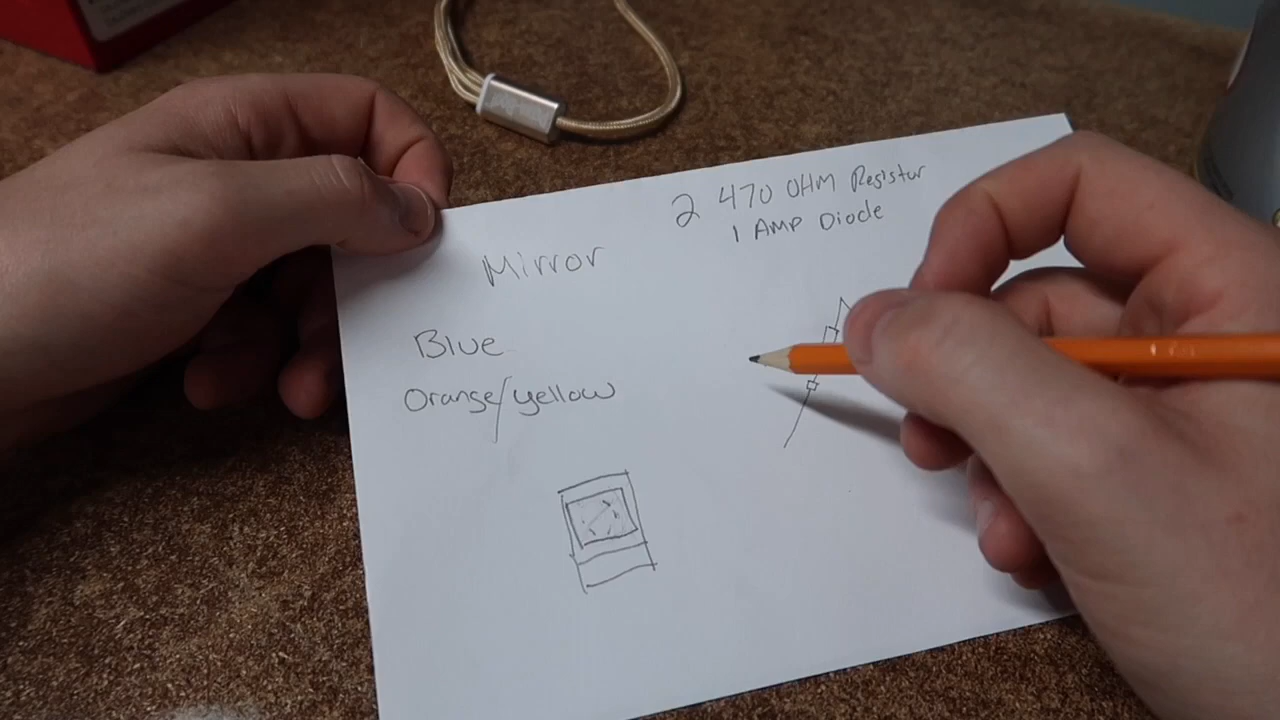 2 470 OHM Resistor
1 AMP Diode
Mirror
Blue
Orange/yellow